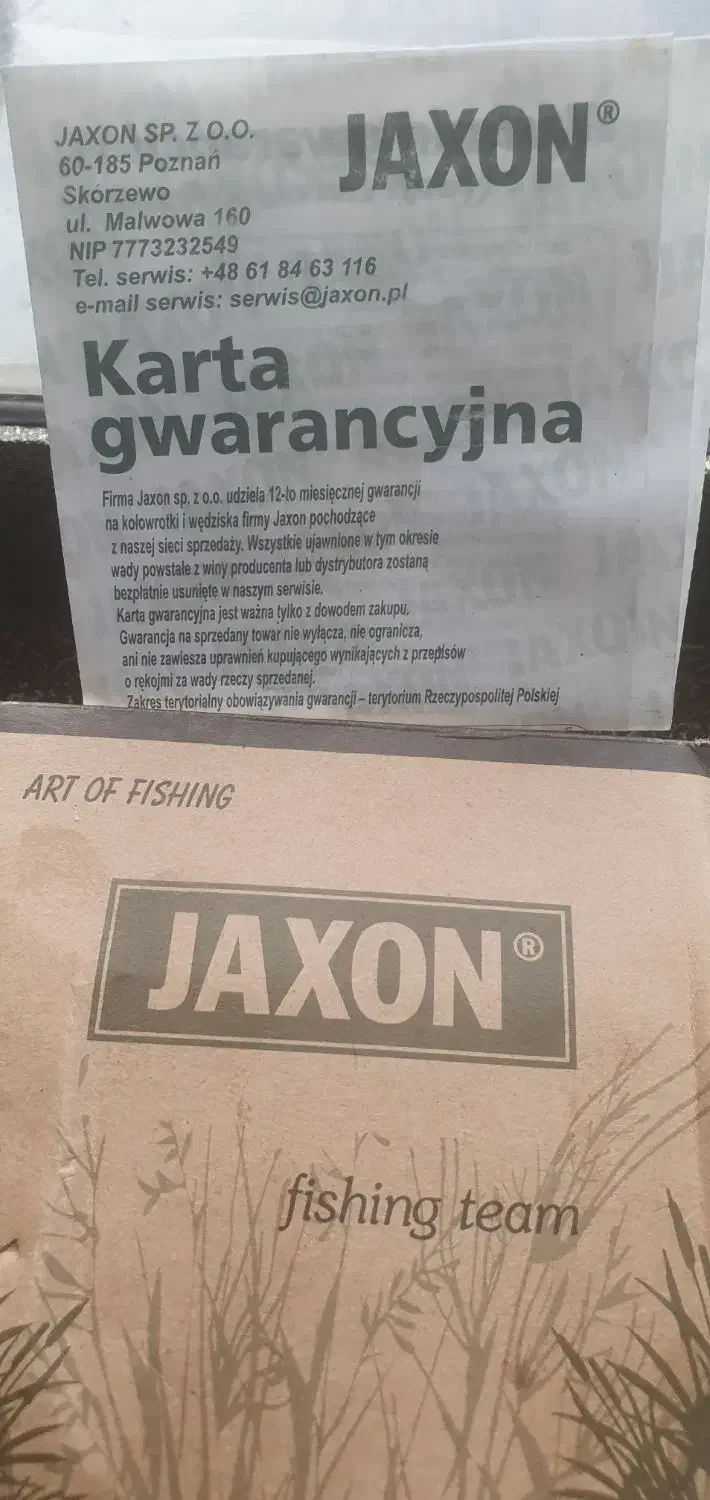 JAXON SP. Z O.O.
60-185 Poznań
Skórzewo
ul. Malwowa 160
NIP 7773232549
Tel. serwis: +48 61 84 63 116
e-mail serwis: serwis@jaxon.pl
JAXON®
Karta
gwarancyjna
Firma Jaxon sp. z o.o. udziela 12-to miesięcznej gwarancji
na kołowrotki i wędziska firmy Jaxon pochodzące
z naszej sieci sprzedaży. Wszystkie ujawnione w tym okresie
wady powstałe z winy producenta lub dystrybutora zostaną
bezpłatnie usunięte w naszym serwisie.
Karta gwarancyjna jest ważna tylko z dowodem zakupu.
Gwarancja na sprzedany towar nie wyłącza, nie ogranicza,
ani nie zawiesza uprawnień kupującego wynikających z przepisów
o rękojmi za wady rzeczy sprzedanej.
Zakres terytorialny obowiązywania gwarancji – terytorium Rzeczypospolitej Polskiej
ART OF FISHING
JAXON®
fishing team